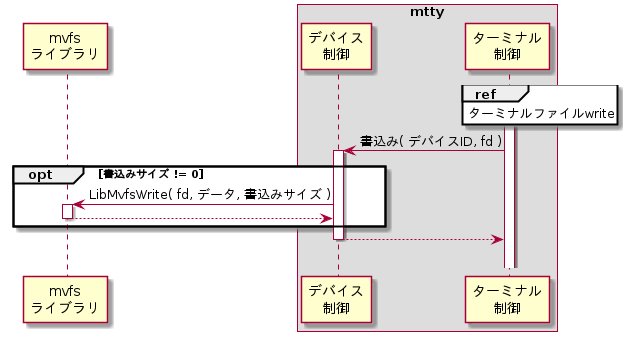 mtty
mvfs
ライブラリ
デバイス
制御
ターミナル
制御
ref
ターミナルファイルwrite
書込み( デバイスID, fd )
opt [書込みサイズ != 0]
LibMvfsWrite( fd, データ, 書込みサイズ )
mvfs
ライブラリ
デバイス
制御
ターミナル
制御